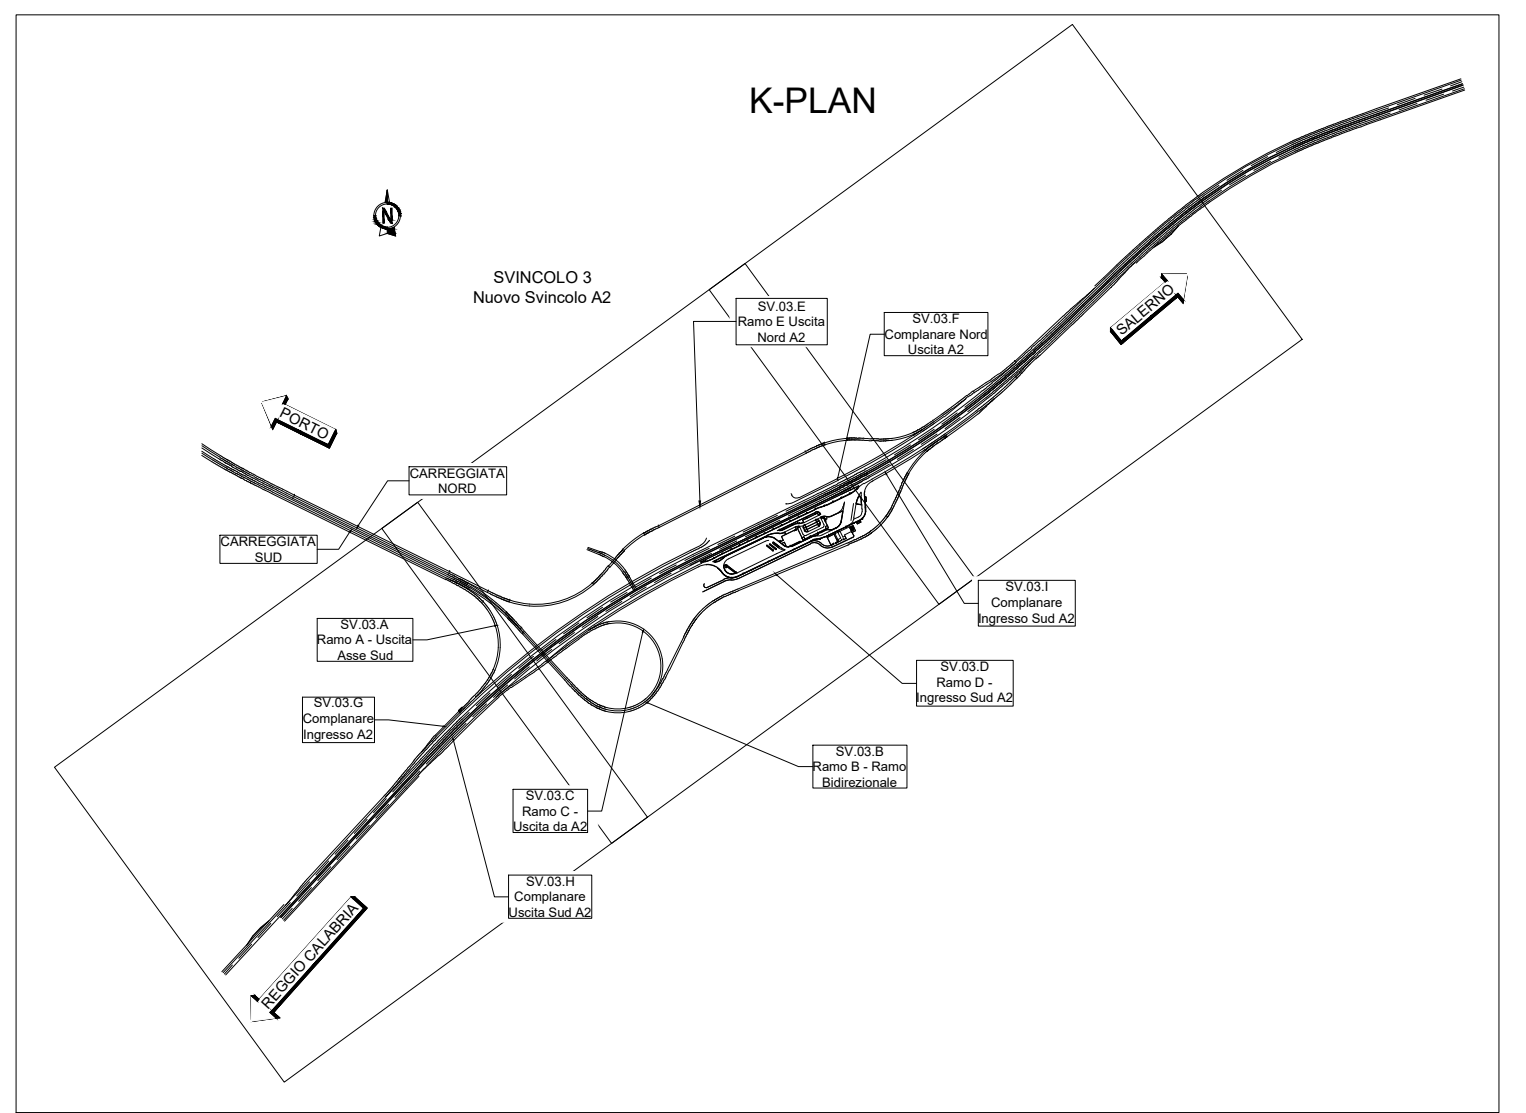 K-PLAN
N
SVINCOLO 3
Nuovo Svincolo A2
SV.03.E
Ramo E Uscita
Nord A2
SV.03.F
Complanare Nord
Uscita A2
SALERNO
PORTO
CARREGGIATA
NORD
CARREGGIATA
SUD
SV.03.A
Ramo A - Uscita
Asse Sud
SV.03.I
Complanare
Ingresso Sud A2
SV.03.D
Ramo D -
Ingresso Sud A2
SV.03.G
Complanare
Ingresso A2
SV.03.B
Ramo B - Ramo
Bidirezionale
SV.03.C
Ramo C -
Uscita da A2
SV.03.H
Complanare
Uscita Sud A2
REGGIO CALABRIA